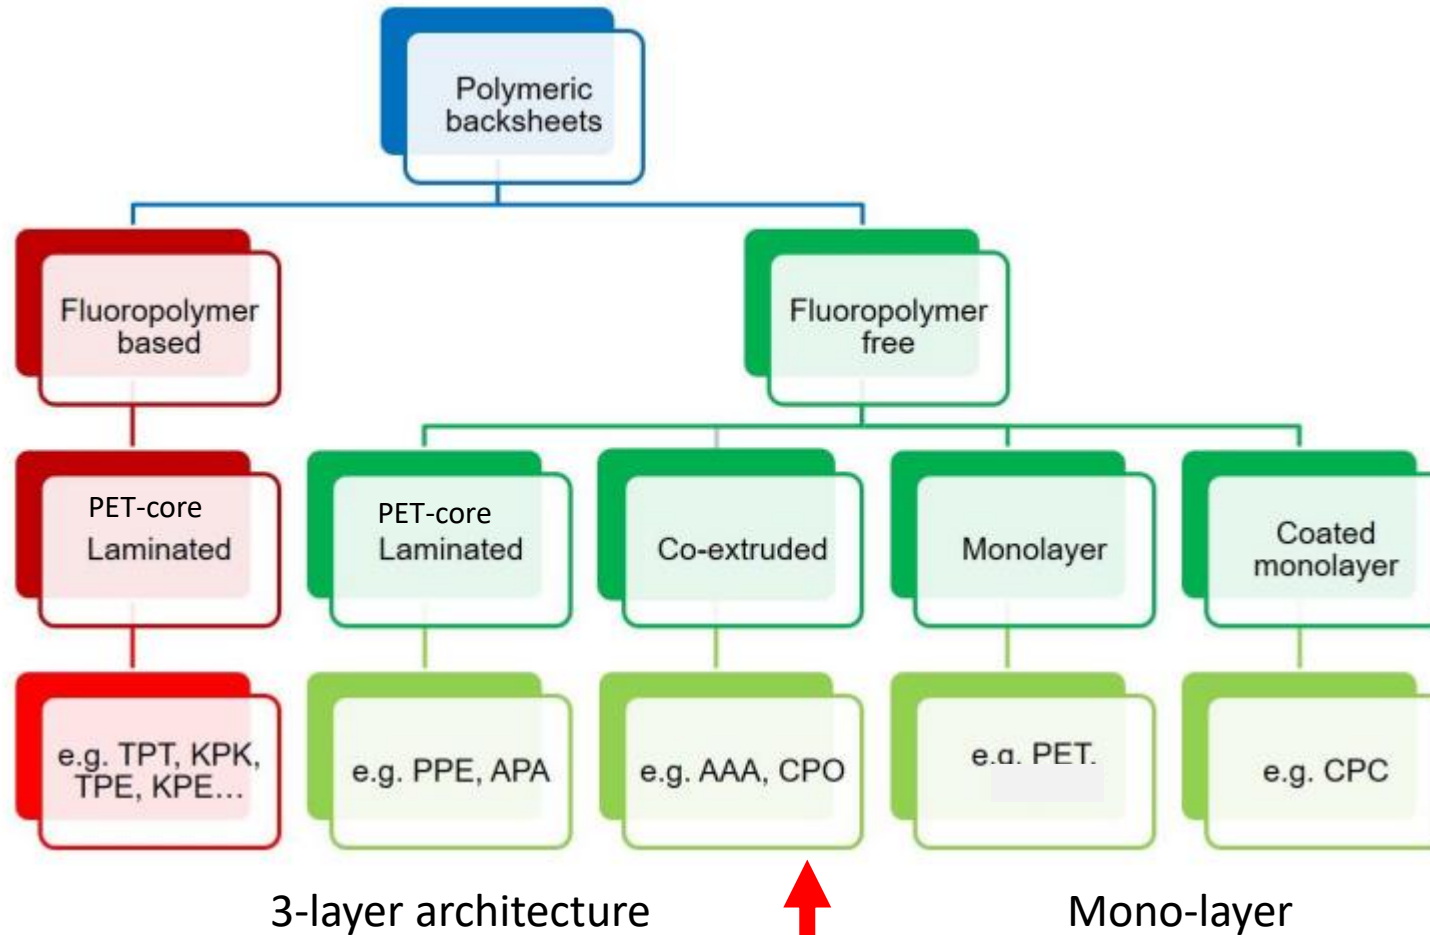 Polymeric
backsheets
Fluoropolymer
based
Fluoropolymer
free
PET-core
Laminated
PET-core
Laminated
Co-extruded
Monolayer
Coated
monolayer
e.g. TPT, KPK,
TPE, KPE...
e.g. PPE, APA
e.g. AAA, CPO
e.g. PET,
e.g. CPC
3-layer architecture
Mono-layer